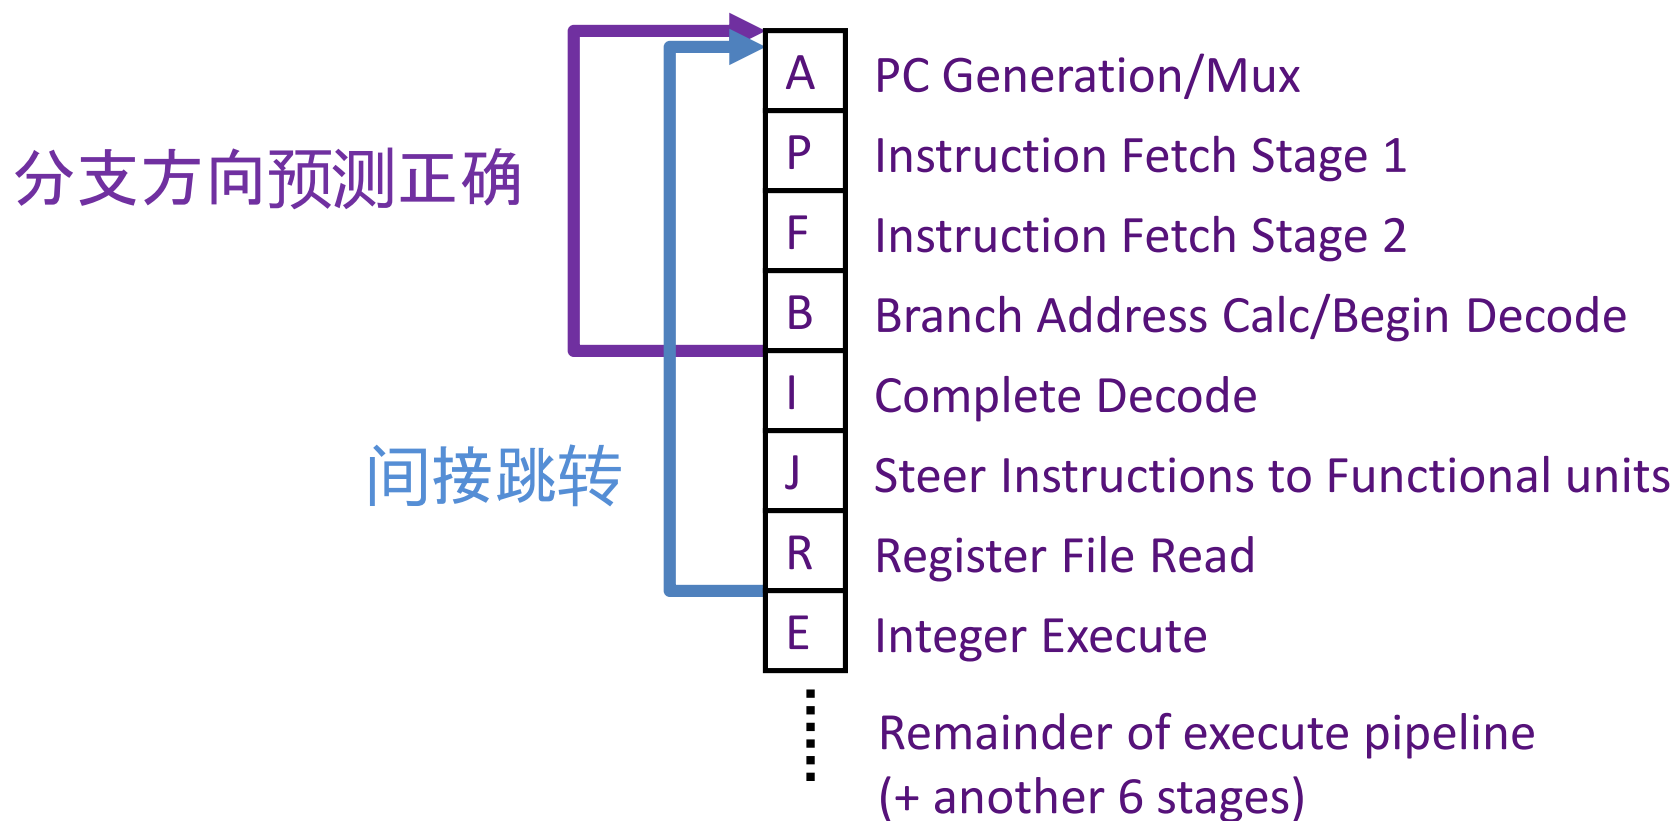 A PC Generation/Mux
P Instruction Fetch Stage 1
分支方向预测正确
F Instruction Fetch Stage 2
B Branch Address Calc/Begin Decode
I Complete Decode
间接跳转
J Steer Instructions to Functional units
R Register File Read
E Integer Execute
Remainder of execute pipeline
(+ another 6 stages)